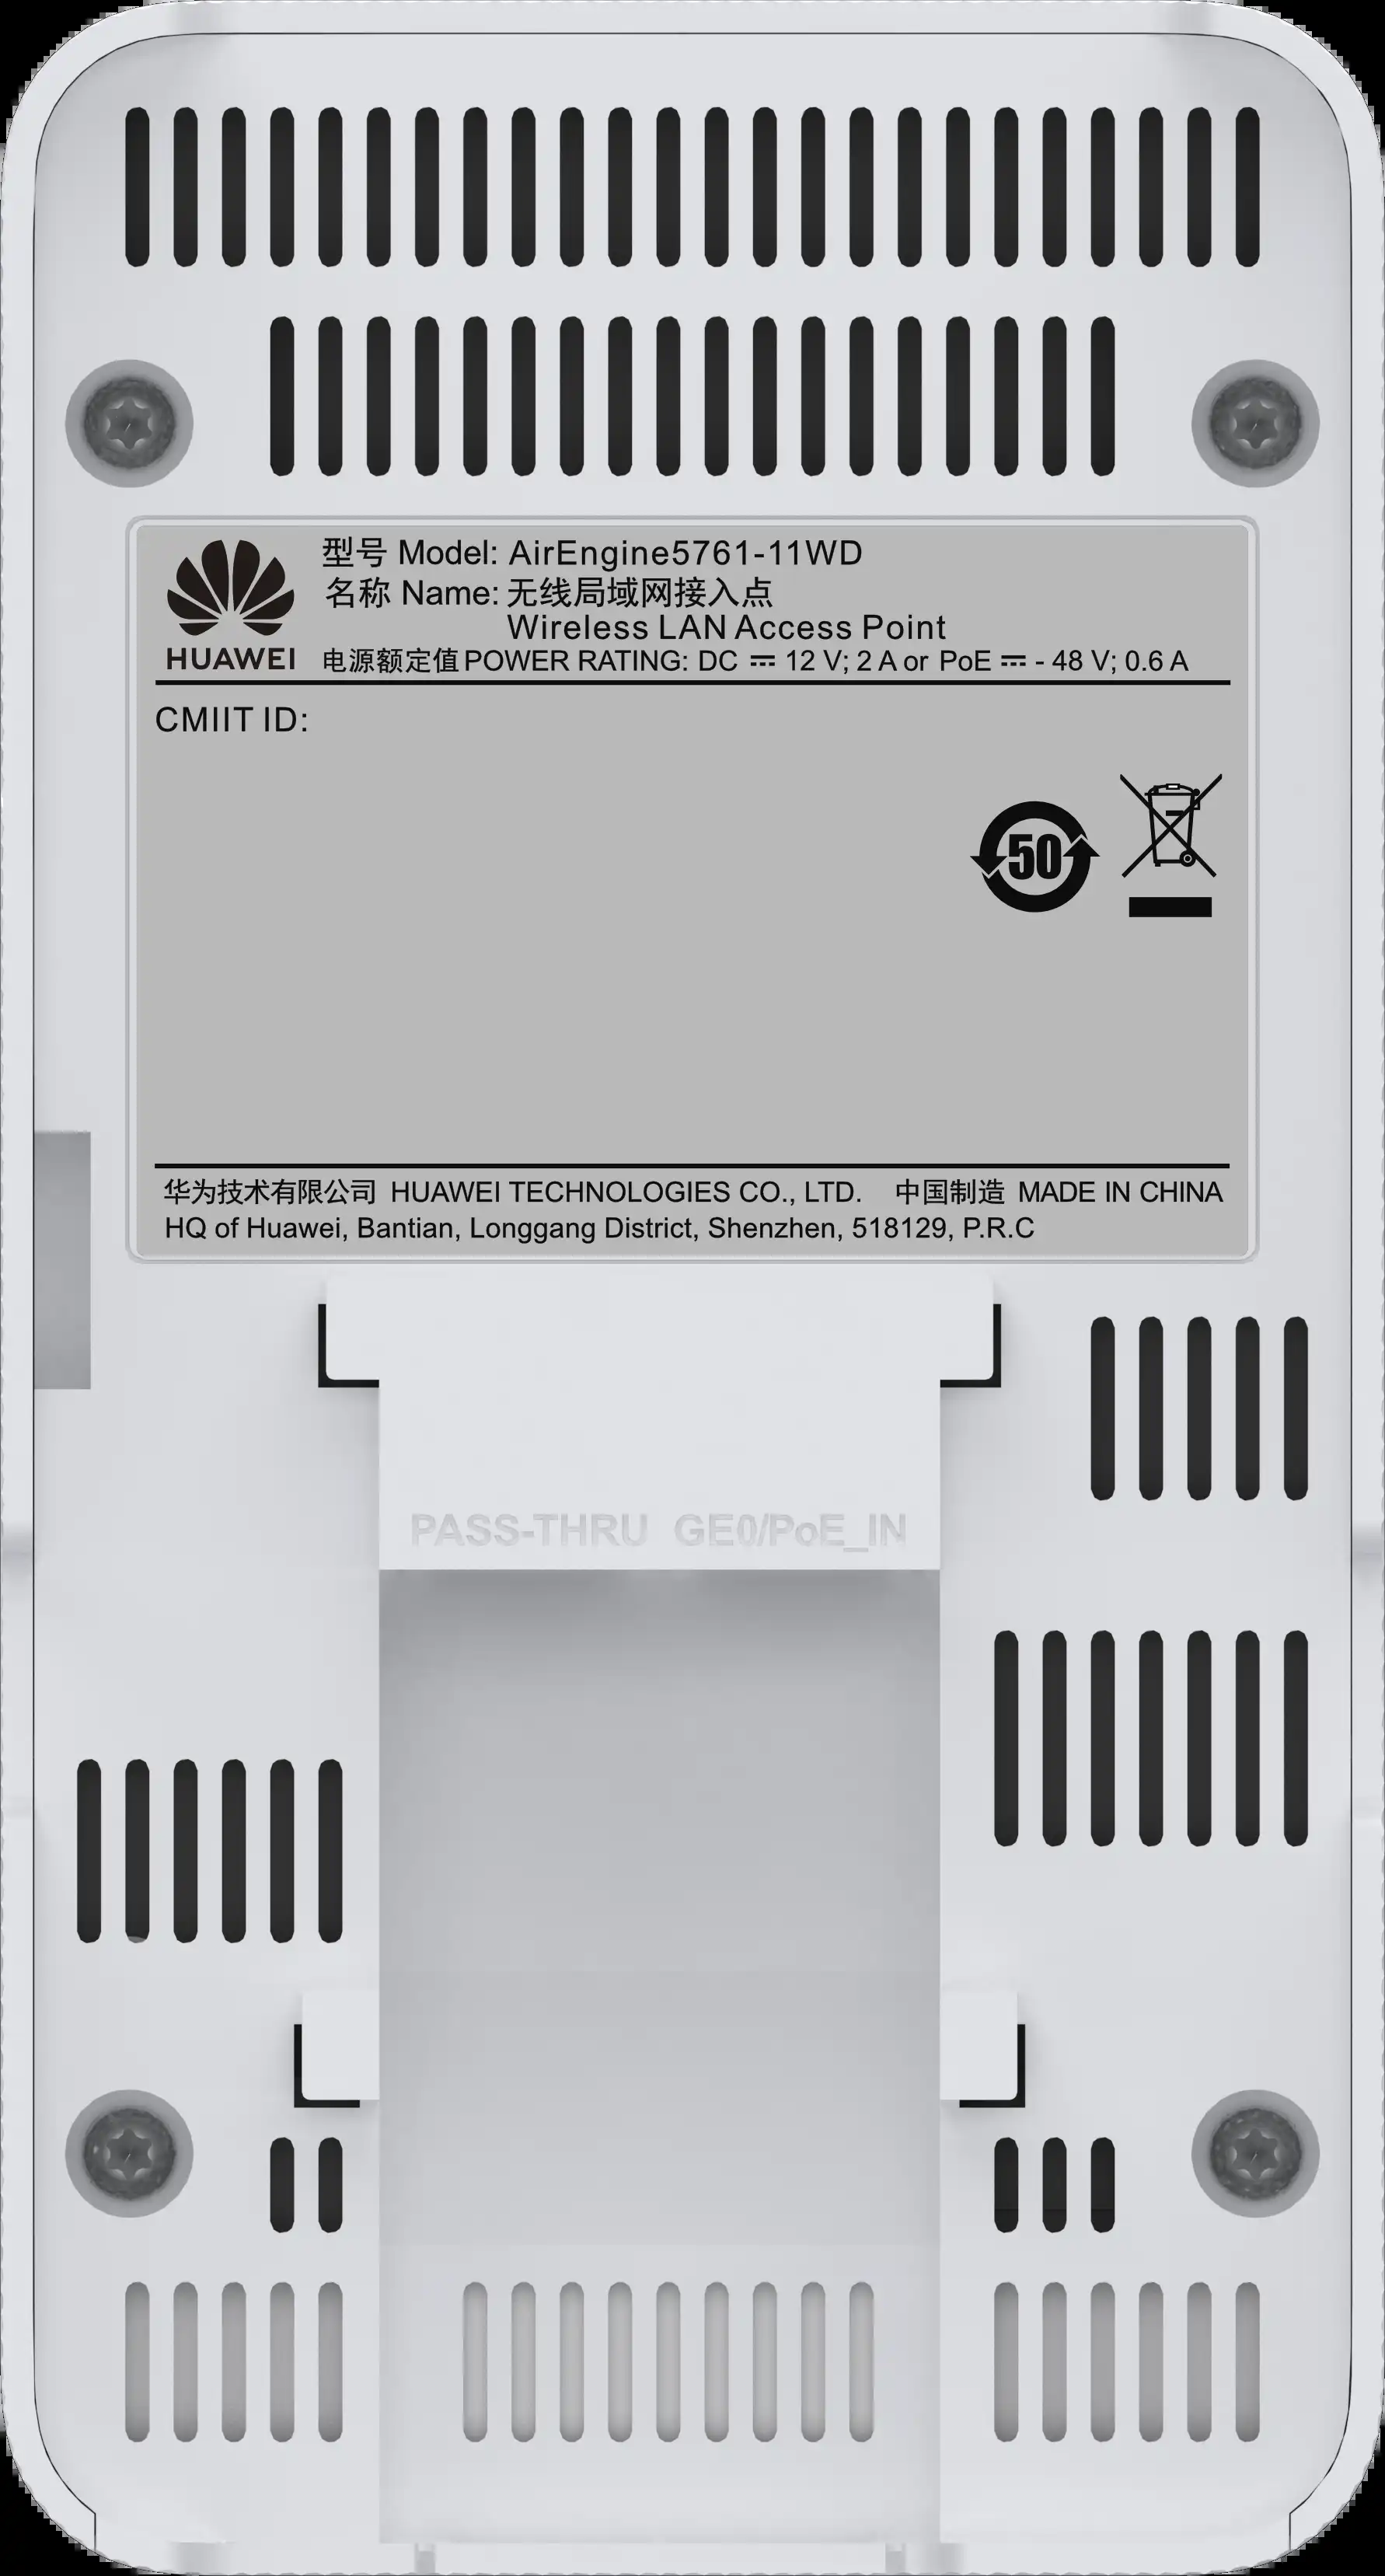 型号 Model: AirEngine5761-11WD
名称 Name: 无线局域网接入点
Wireless LAN Access Point
HUAWEI
电源额定值 POWER RATING: DC ⎓ 12 V; 2 A or PoE ⎓ - 48 V; 0.6 A
CMIIT ID:
50
华为技术有限公司 HUAWEI TECHNOLOGIES CO., LTD. 中国制造 MADE IN CHINA
HQ of Huawei, Bantian, Longgang District, Shenzhen, 518129, P.R.C
PASS-THRU GE0/PoE_IN